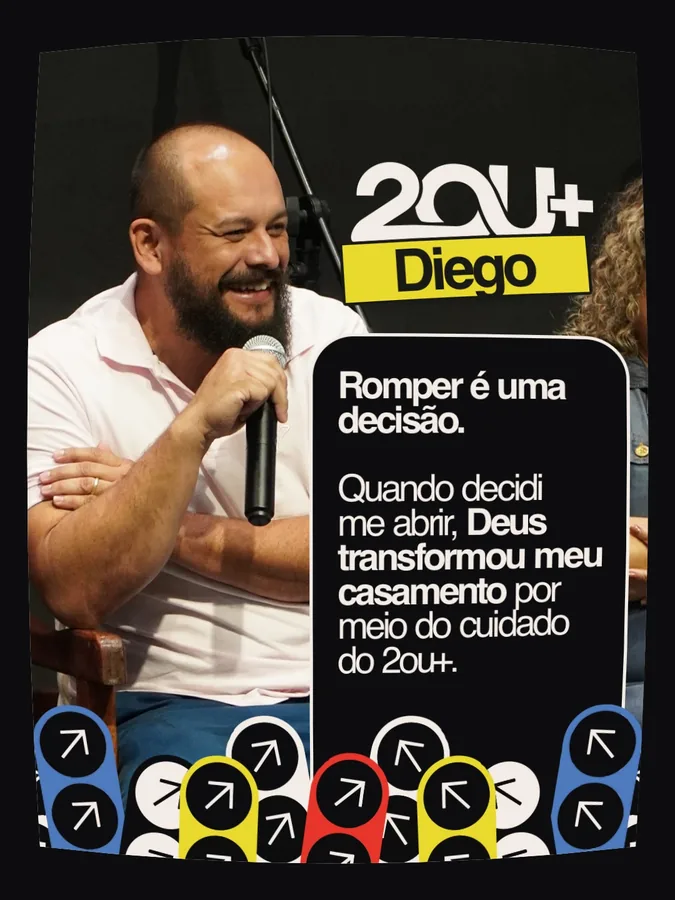 2OU+
Diego
Romper é uma
decisão.
Quando decidi
me abrir, Deus
transformou meu
casamento por
meio do cuidado
do 2ou+.